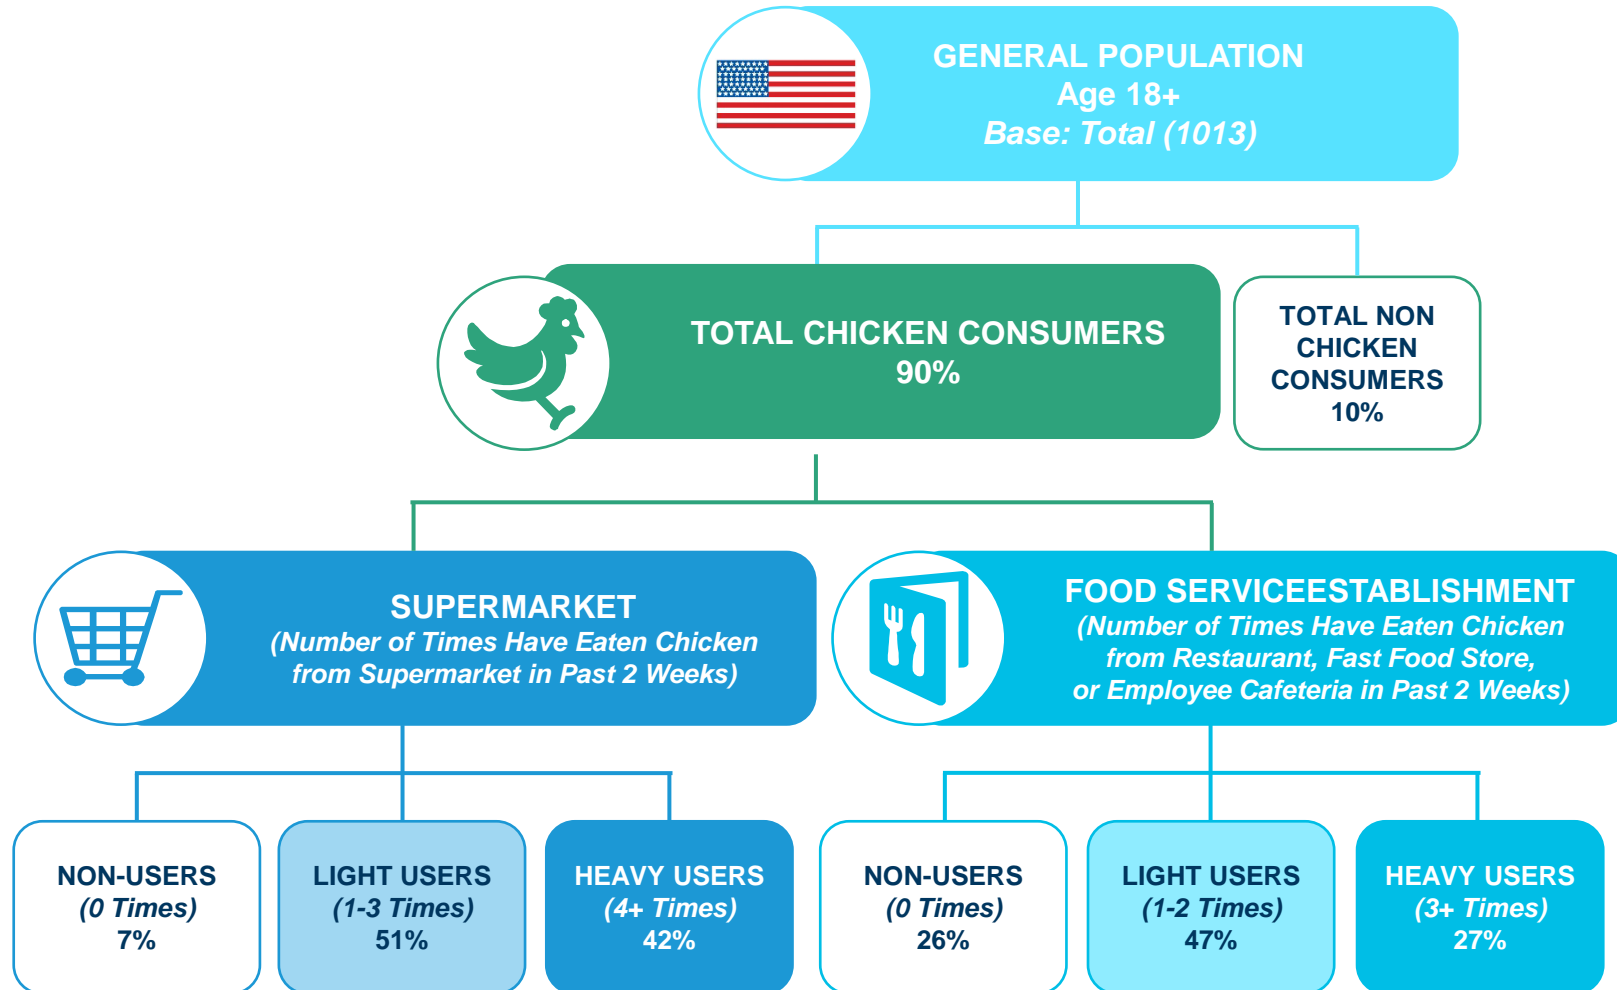 GENERAL POPULATION
Age 18+
Base: Total (1013)
TOTAL CHICKEN CONSUMERS
90%
TOTAL NON
CHICKEN
CONSUMERS
10%
SUPERMARKET
(Number of Times Have Eaten Chicken
from Supermarket in Past 2 Weeks)
FOOD SERVICEESTABLISHMENT
(Number of Times Have Eaten Chicken
from Restaurant, Fast Food Store,
or Employee Cafeteria in Past 2 Weeks)
NON-USERS
(0 Times)
7%
LIGHT USERS
(1-3 Times)
51%
HEAVY USERS
(4+ Times)
42%
NON-USERS
(0 Times)
26%
LIGHT USERS
(1-2 Times)
47%
HEAVY USERS
(3+ Times)
27%